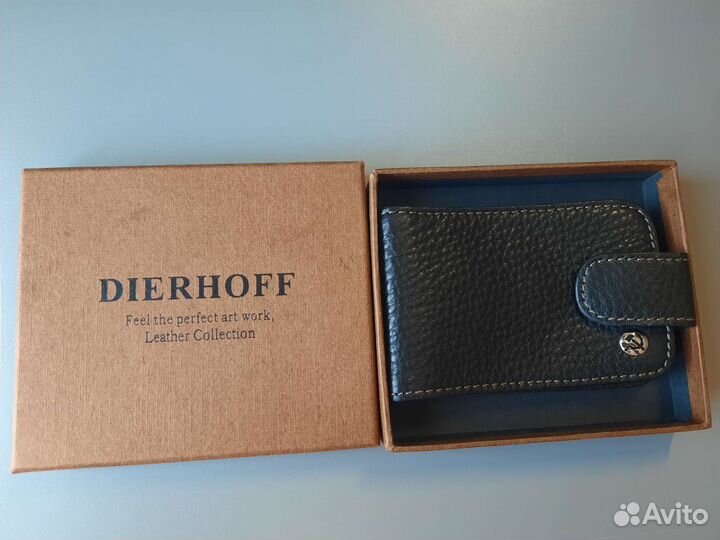 DIERHOFF
Feel the perfect art work,
Leather Collection
Avito